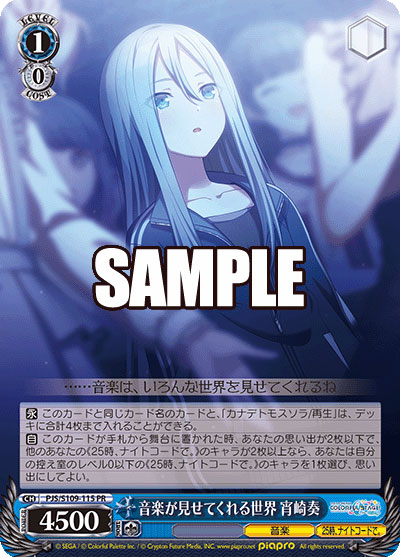 LEVEL
1
0
COST
SAMPLE
……音楽は、いろんな世界を見せてくれるね
永 このカードと同じカード名のカードと、「カナデトモスソラ/再生」は、デッ
キに合計4枚まで入れることができる。
自 このカードが手札から舞台に置かれた時、あなたの思い出が2枚以下で、
他のあなたの《25時、ナイトコードで。》のキャラが2枚以上なら、あなたは自分
の控え室のレベル0以下の《25時、ナイトコードで。》のキャラを1枚選び、思い
出にしてよい。
CH PJS/S109-115 PR
音楽が見せてくれる世界 宵崎奏
COLORFUL STAGE!
POWER
4500
SOUL
音楽
25時、ナイトコードで。
© SEGA / © Colorful Palette Inc. / © Crypton Future Media, INC. www.piapro.net piapro All rights reserved.